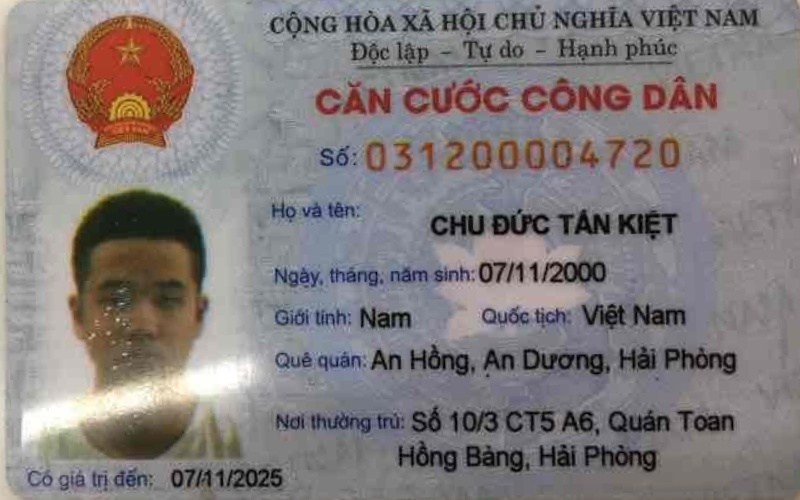 CỘNG HÒA XÃ HỘI CHỦ NGHĨA VIỆT NAM
Độc lập - Tự do - Hạnh phúc
CĂN CƯỚC CÔNG DÂN
Số: 031200004720
Họ và tên: CHU ĐỨC TẤN KIỆT
Ngày, tháng, năm sinh: 07/11/2000
Giới tính: Nam Quốc tịch: Việt Nam
Quê quán: An Hồng, An Dương, Hải Phòng
Nơi thường trú: Số 10/3 CT5 A6, Quán Toan
Hồng Bàng, Hải Phòng
Có giá trị đến: 07/11/2025